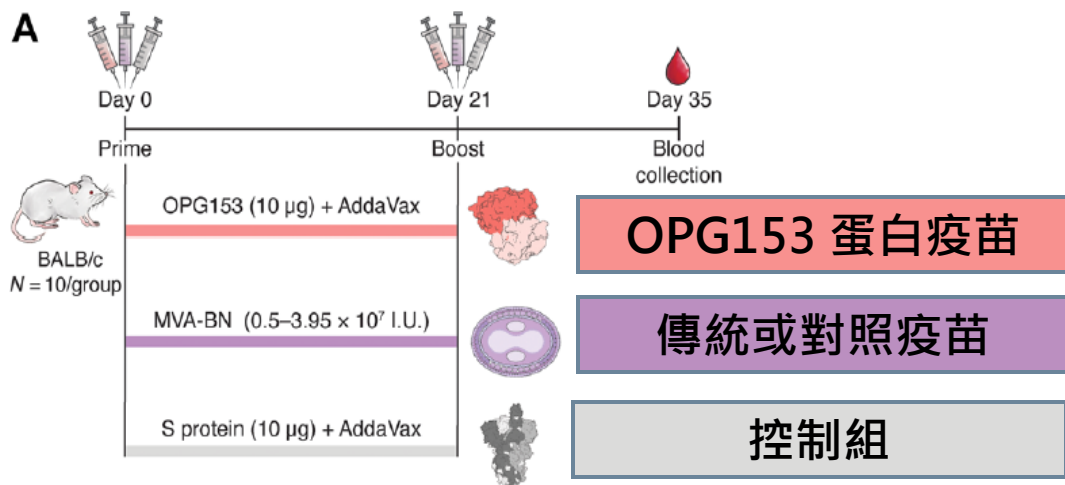 A
Day 0
Day 21
Day 35
Prime
Boost
Blood
collection
OPG153 (10 µg) + AddaVax
OPG153 蛋白疫苗
BALB/c
N = 10/group
MVA-BN (0.5–3.95 × 10⁷ I.U.)
傳統或對照疫苗
S protein (10 µg) + AddaVax
控制組